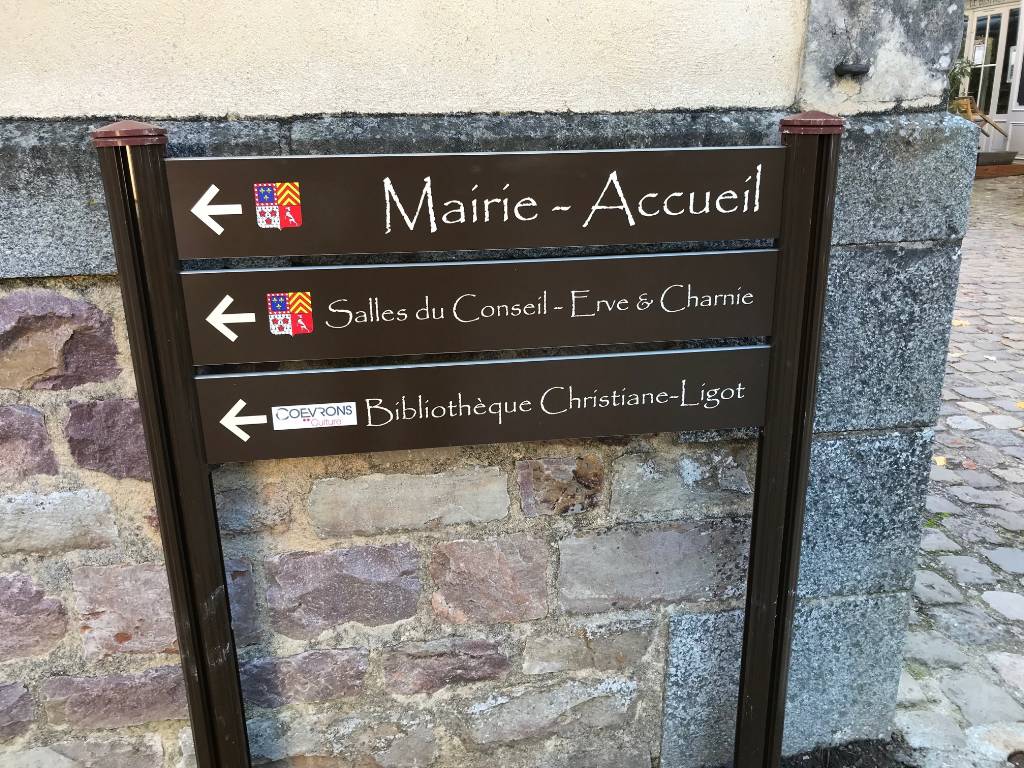 Mairie - Accueil
Salles du Conseil - Erve & Charnie
COEVRONS
Culture
Bibliothèque Christiane-Ligot